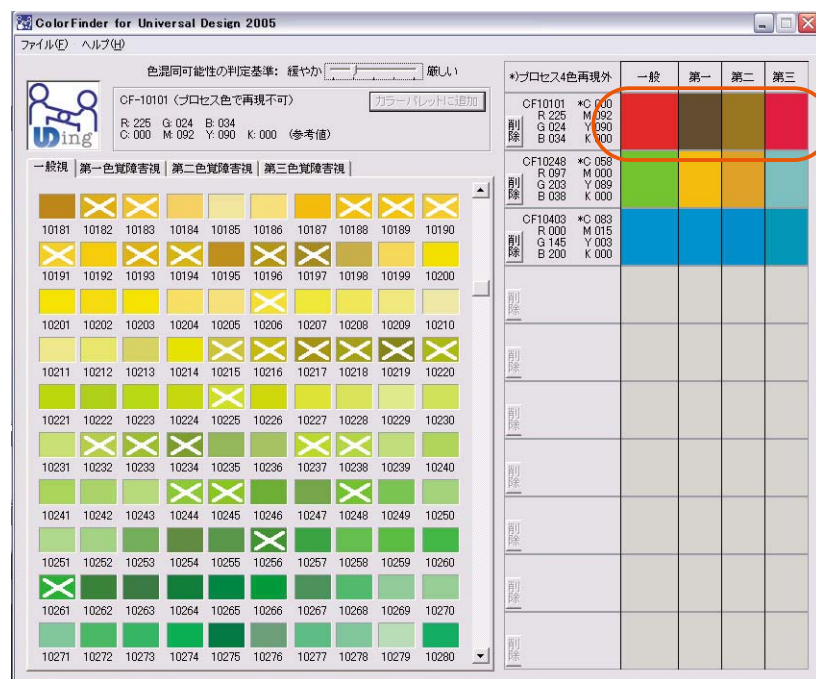 ColorFinder for Universal Design 2005
ファイル(F) ヘルプ(H)
色混同可能性の判定基準: 緩やか 厳しい
CF-10101 (プロセス色で再現不可) カラーパレットに追加
R: 225 G: 024 B: 034
C: 000 M: 092 Y: 090 K: 000 (参考値)
UDing
一般視 第一色覚障害視 第二色覚障害視 第三色覚障害視
10181 10182 10183 10184 10185 10186 10187 10188 10189 10190
10191 10192 10193 10194 10195 10196 10197 10198 10199 10200
10201 10202 10203 10204 10205 10206 10207 10208 10209 10210
10211 10212 10213 10214 10215 10216 10217 10218 10219 10220
10221 10222 10223 10224 10225 10226 10227 10228 10229 10230
10231 10232 10233 10234 10235 10236 10237 10238 10239 10240
10241 10242 10243 10244 10245 10246 10247 10248 10249 10250
10251 10252 10253 10254 10255 10256 10257 10258 10259 10260
10261 10262 10263 10264 10265 10266 10267 10268 10269 10270
10271 10272 10273 10274 10275 10276 10277 10278 10279 10280
*)プロセス4色再現外 一般 第一 第二 第三
CF10101 *C 000
R 225 M 092
削除 G 024 Y 090
B 034 K 000
CF10248 *C 058
R 097 M 000
削除 G 203 Y 089
B 038 K 000
CF10403 *C 083
R 000 M 015
削除 G 145 Y 003
B 200 K 000
削除
削除
削除
削除
削除
削除
削除